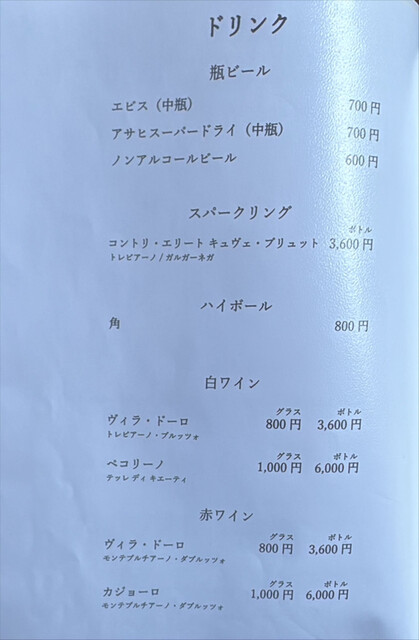 ドリンク
瓶ビール
エビス（中瓶） 700円
アサヒスーパードライ（中瓶） 700円
ノンアルコールビール 600円
スパークリング
ボトル
コントリ・エリート キュヴェ・ブリュット 3,600円
トレビアーノ / ガルガーネガ
ハイボール
角 800円
白ワイン
グラス ボトル
ヴィラ・ドーロ 800円 3,600円
トレビアーノ・ブルッツォ
グラス ボトル
ペコリーノ 1,000円 6,000円
テッレ ディ キエーティ
赤ワイン
グラス ボトル
ヴィラ・ドーロ 800円 3,600円
モンテプルチアーノ・ダブルッツォ
グラス ボトル
カジョーロ 1,000円 6,000円
モンテプルチアーノ・ダブルッツォ